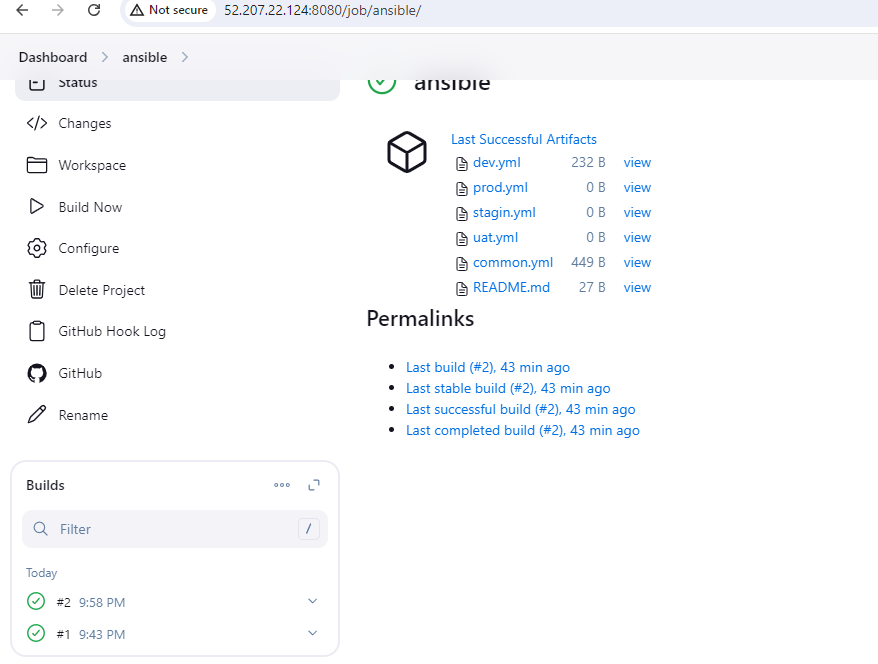 Not secure 52.207.22.124:8080/job/ansible/
Dashboard ansible
Status
Changes
Workspace
Build Now
Configure
Delete Project
GitHub Hook Log
GitHub
Rename
Builds
Filter /
Today
#2 9:58 PM
#1 9:43 PM
ansible
Last Successful Artifacts
dev.yml 232 B view
prod.yml 0 B view
stagin.yml 0 B view
uat.yml 0 B view
common.yml 449 B view
README.md 27 B view
Permalinks
Last build (#2), 43 min ago
Last stable build (#2), 43 min ago
Last successful build (#2), 43 min ago
Last completed build (#2), 43 min ago